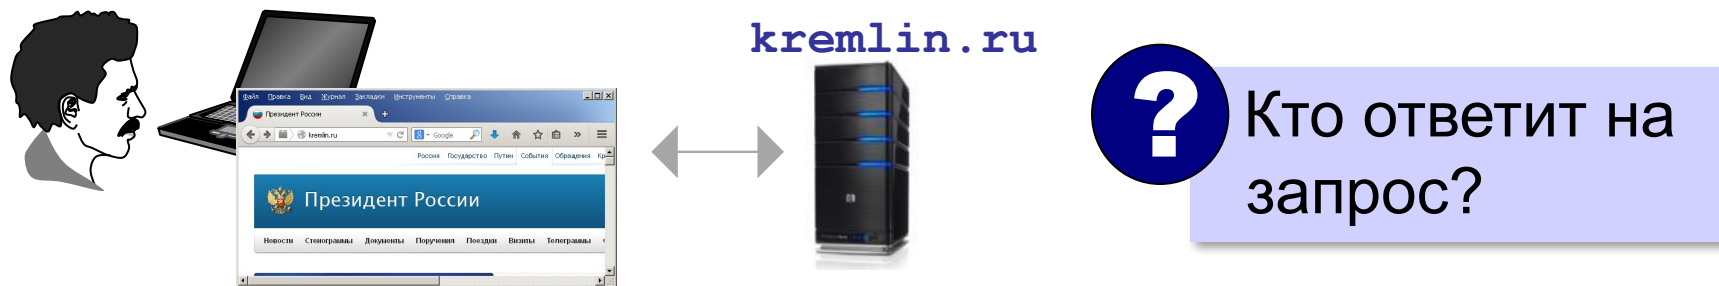 kremlin.ru
?
Кто ответит на
запрос?
Файл Правка Вид Журнал Закладки Инструменты Справка
Президент России
kremlin.ru
Google
Россия Государство Путин События Обращения
Президент России
Новости Стенограммы Документы Поручения Поездки Визиты Телеграммы